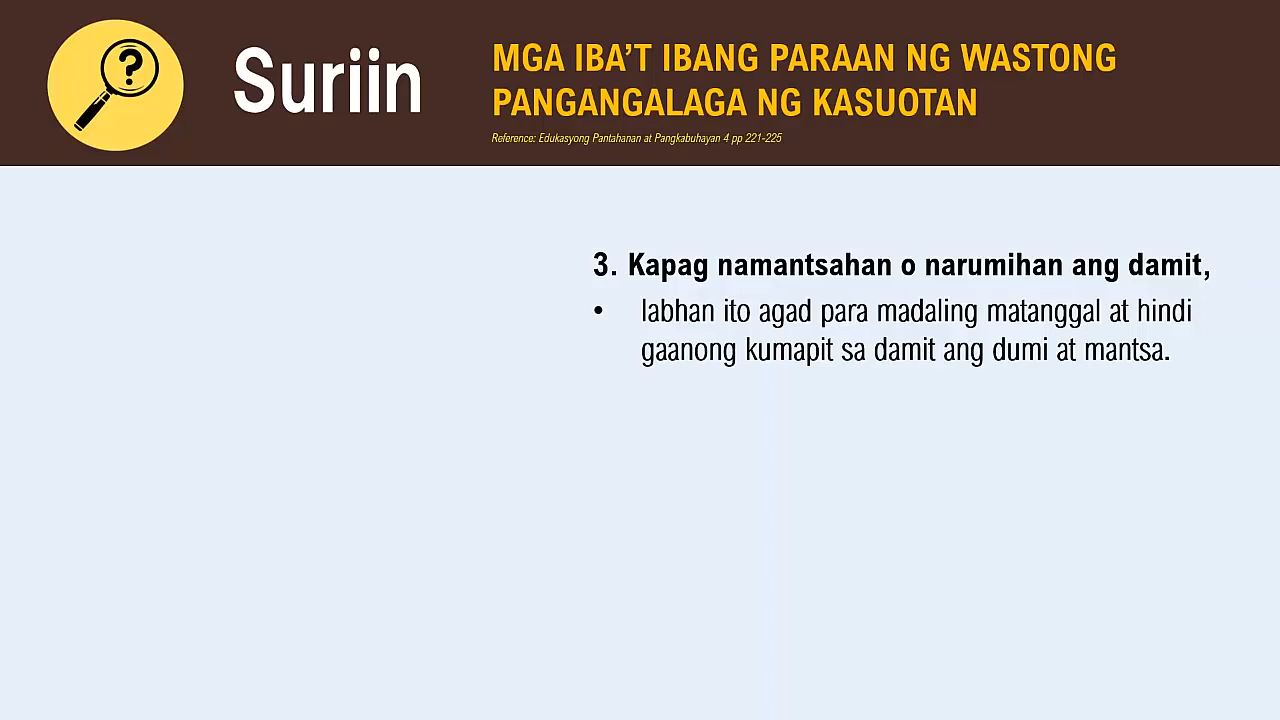 Suriin
MGA IBA’T IBANG PARAAN NG WASTONG
PANGANGALAGA NG KASUOTAN
Reference: Edukasyong Pantahanan at Pangkabuhayan 4 pp 221-225
3. Kapag namantsahan o narumihan ang damit,
• labhan ito agad para madaling matanggal at hindi
gaanong kumapit sa damit ang dumi at mantsa.